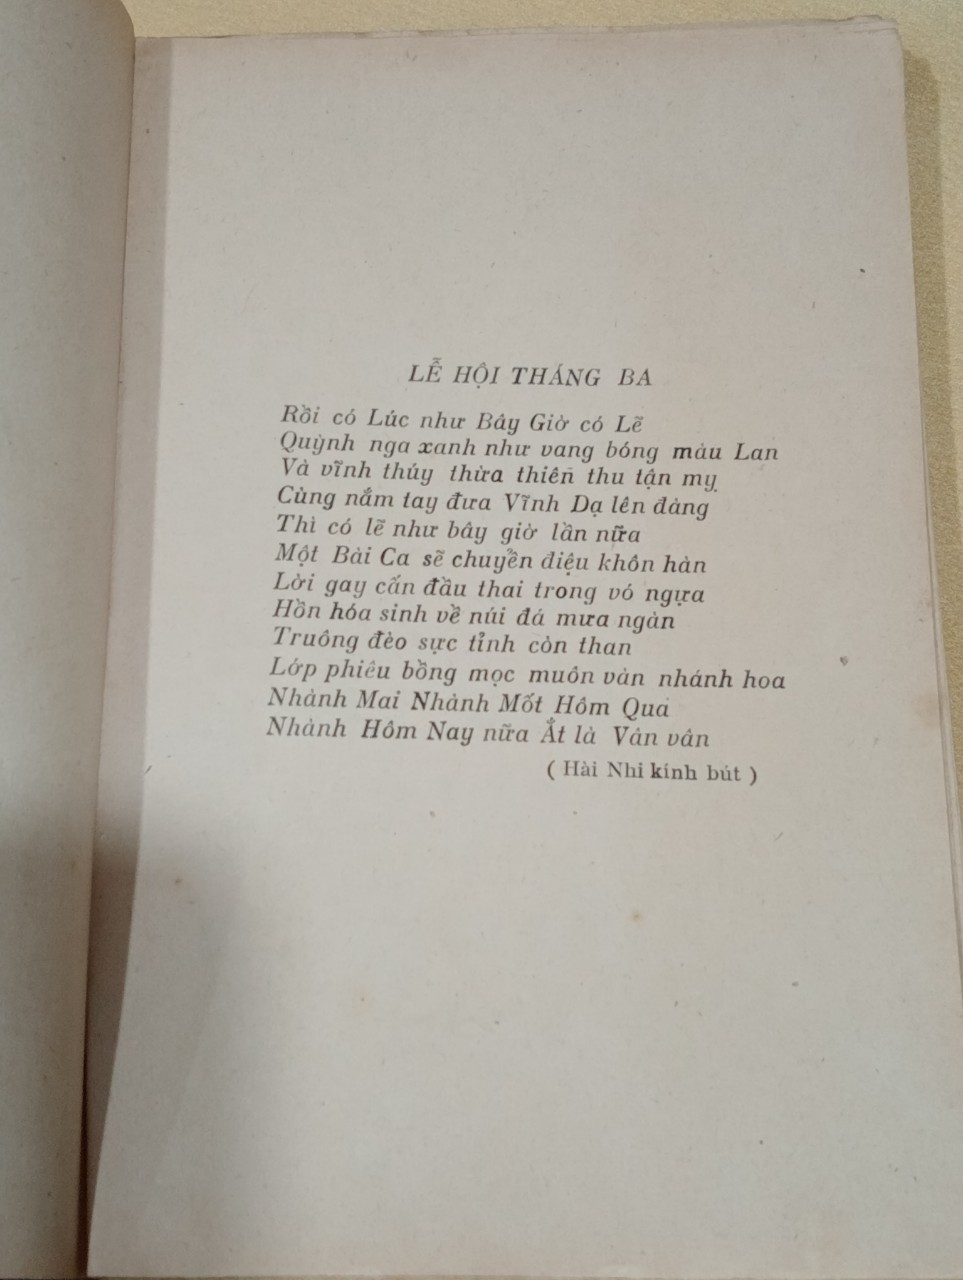 LỄ HỘI THÁNG BA
Rồi có Lúc như Bây Giờ có Lẽ
Quỳnh nga xanh như vang bóng màu Lan
Và vĩnh thúy thừa thiên thu tận mỵ
Cùng nắm tay đưa Vĩnh Dạ lên đàng
Thì có lẽ như bây giờ lần nữa
Một Bài Ca sẽ chuyển điệu khôn hàn
Lời gay cấn đầu thai trong vó ngựa
Hồn hóa sinh về núi đá mưa ngàn
Truông đèo sực tỉnh còn than
Lớp phiêu bồng mọc muôn vàn nhánh hoa
Nhành Mai Nhành Mốt Hôm Qua
Nhành Hôm Nay nữa Ắt là Vản vân
( Hài Nhi kính bút )